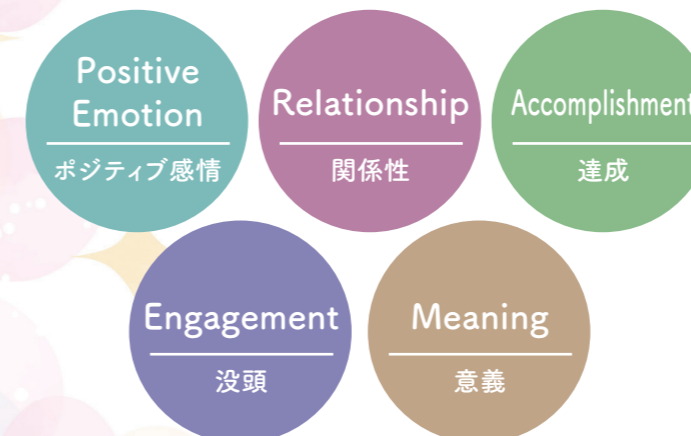 Positive
Emotion
ポジティブ感情
Relationship
関係性
Accomplishment
達成
Engagement
没頭
Meaning
意義